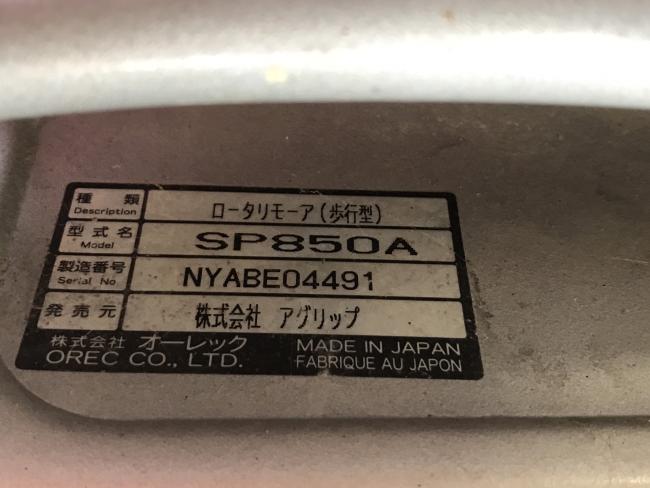 種類 ロータリモーア(歩行型)
Description
型式名 SP850A
Model
製造番号 NYABE04491
Serial No
発売元 株式会社 アグリップ
株式会社 オーレック MADE IN JAPAN
OREC CO., LTD. FABRIQUE AU JAPON